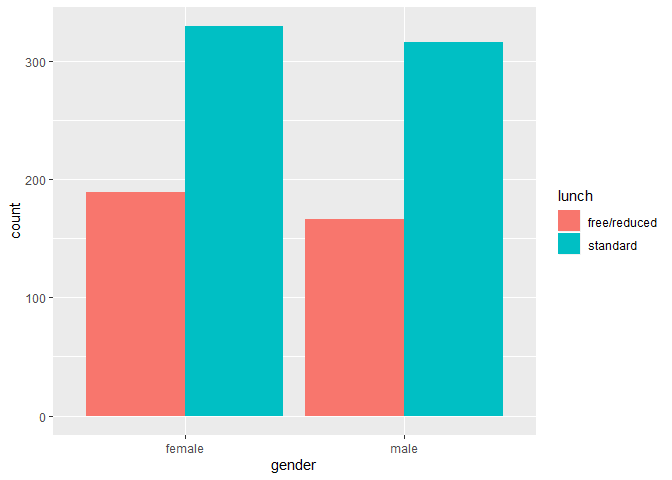 300
200
100
0
count
female
male
gender
lunch
free/reduced
standard